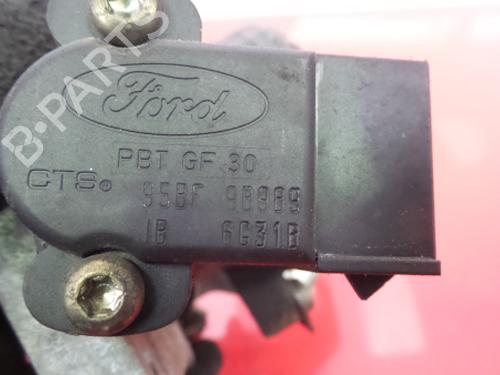 B-PARTS
Ford
PBT GF 30
CTS®
95BF 9B989
1B 6C31B